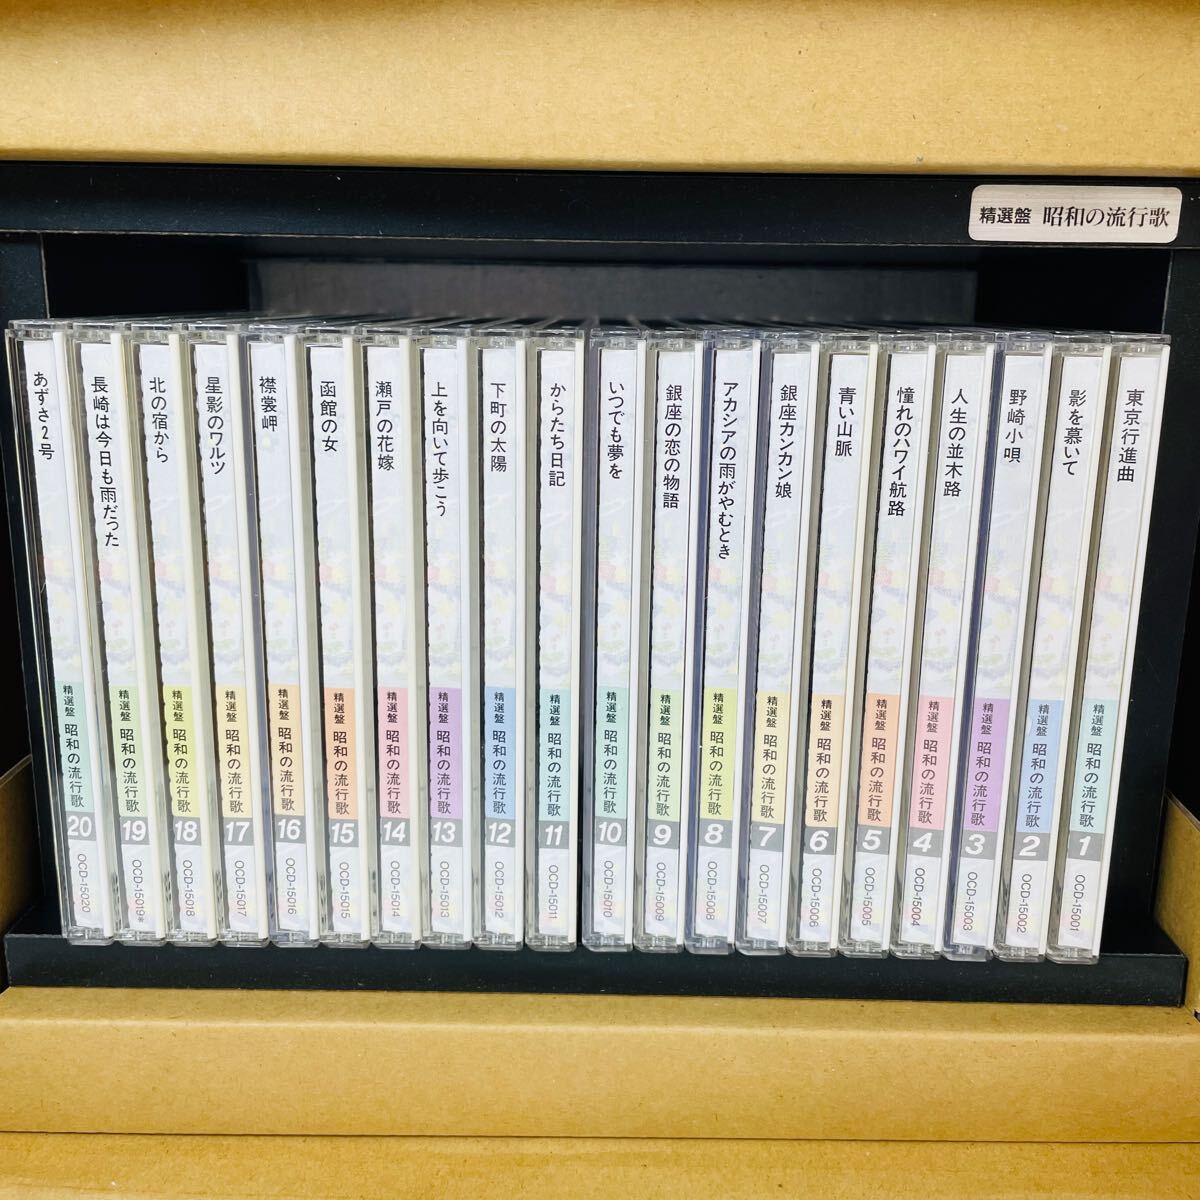 精選盤 昭和の流行歌
東京行進曲
精選盤 昭和の流行歌
1
OCD-15001
影を慕いて
精選盤 昭和の流行歌
2
OCD-15002
野崎小唄
精選盤 昭和の流行歌
3
OCD-15003
人生の並木路
精選盤 昭和の流行歌
4
OCD-15004
憧れのハワイ航路
精選盤 昭和の流行歌
5
OCD-15005
青い山脈
精選盤 昭和の流行歌
6
OCD-15006
銀座カンカン娘
精選盤 昭和の流行歌
7
OCD-15007
アカシアの雨がやむとき
精選盤 昭和の流行歌
8
OCD-15008
銀座の恋の物語
精選盤 昭和の流行歌
9
OCD-15009
いつでも夢を
精選盤 昭和の流行歌
10
OCD-15010
からたち日記
精選盤 昭和の流行歌
11
OCD-15011
下町の太陽
精選盤 昭和の流行歌
12
OCD-15012
上を向いて歩こう
精選盤 昭和の流行歌
13
OCD-15013
瀬戸の花嫁
精選盤 昭和の流行歌
14
OCD-15014
函館の女
精選盤 昭和の流行歌
15
OCD-15015
襟裳岬
精選盤 昭和の流行歌
16
OCD-15016
星影のワルツ
精選盤 昭和の流行歌
17
OCD-15017
北の宿から
精選盤 昭和の流行歌
18
OCD-15018
長崎は今日も雨だった
精選盤 昭和の流行歌
19
OCD-15019*
あずさ2号
精選盤 昭和の流行歌
20
OCD-15020